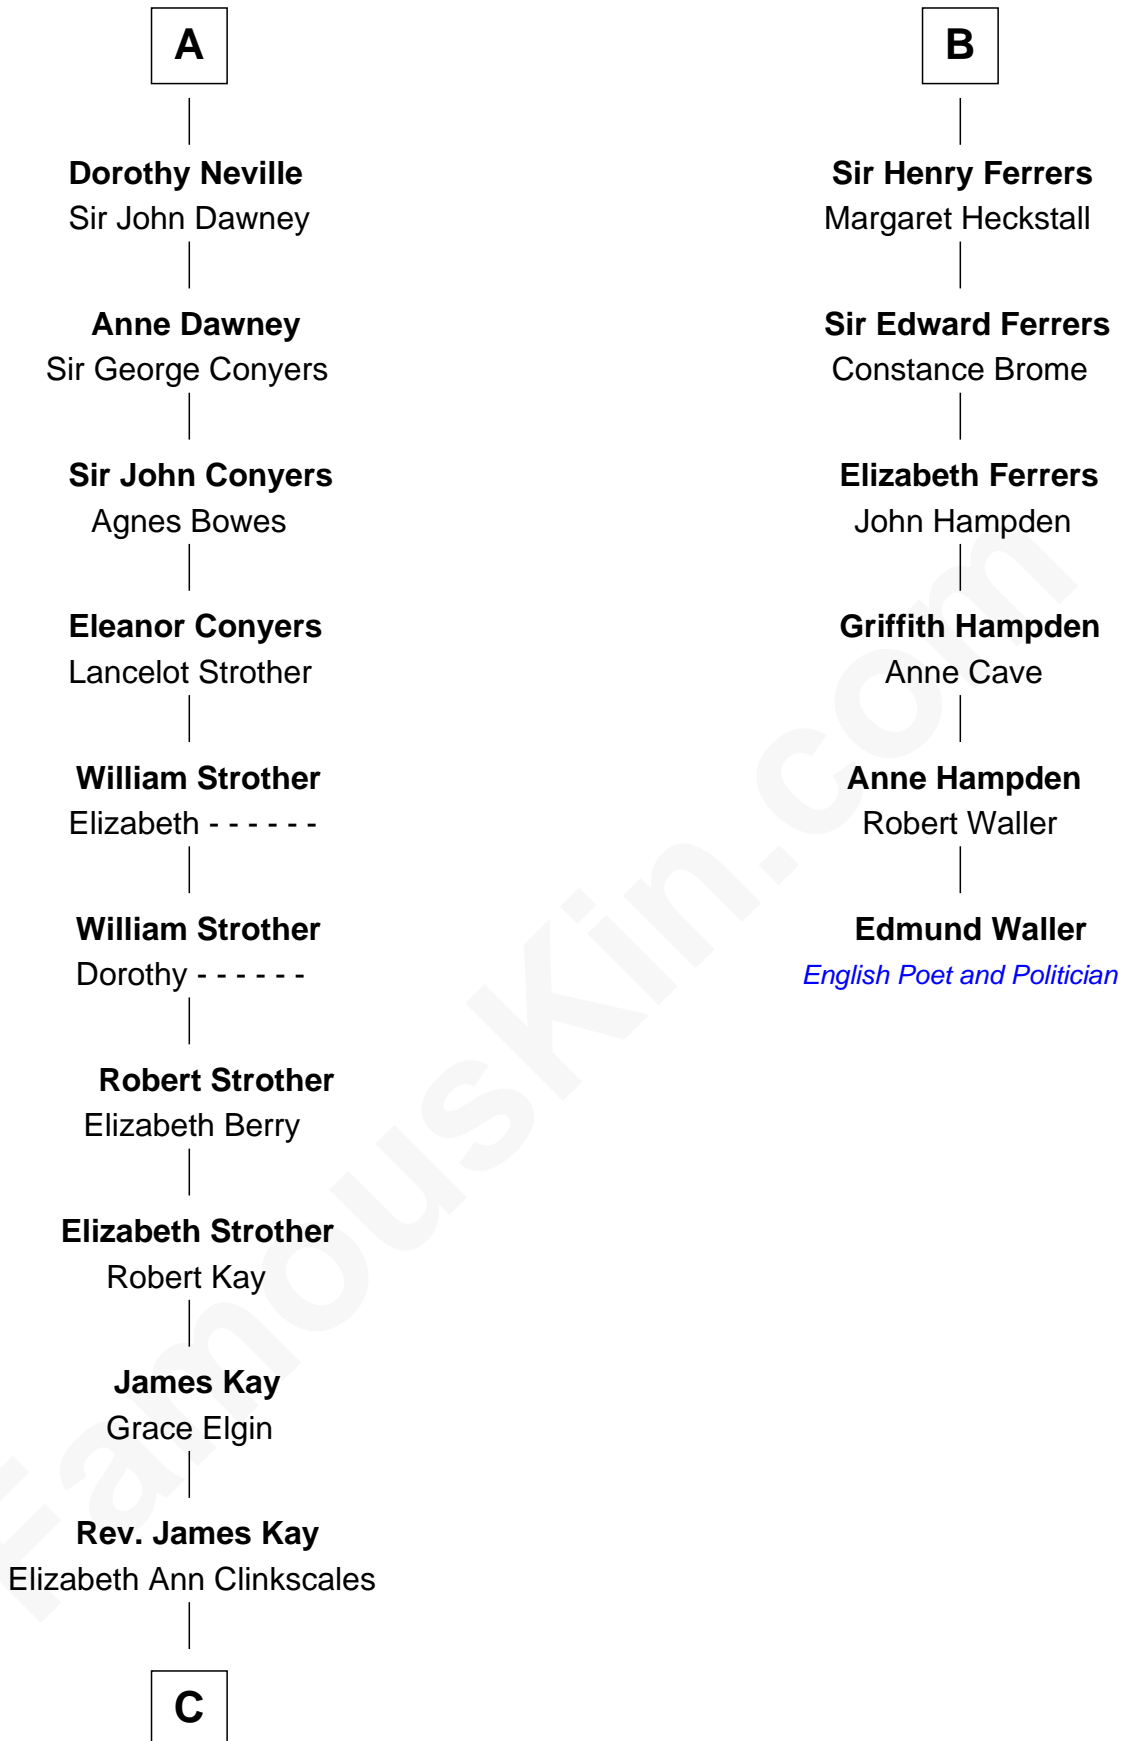 A
Dorothy Neville
Sir John Dawney
Anne Dawney
Sir George Conyers
Sir John Conyers
Agnes Bowes
Eleanor Conyers
Lancelot Strother
William Strother
Elizabeth - - - - - -
William Strother
Dorothy - - - - - -
Robert Strother
Elizabeth Berry
Elizabeth Strother
Robert Kay
James Kay
Grace Elgin
Rev. James Kay
Elizabeth Ann Clinkscales
C
B
Sir Henry Ferrers
Margaret Heckstall
Sir Edward Ferrers
Constance Brome
Elizabeth Ferrers
John Hampden
Griffith Hampden
Anne Cave
Anne Hampden
Robert Waller
Edmund Waller
English Poet and Politician
FamousKin.com